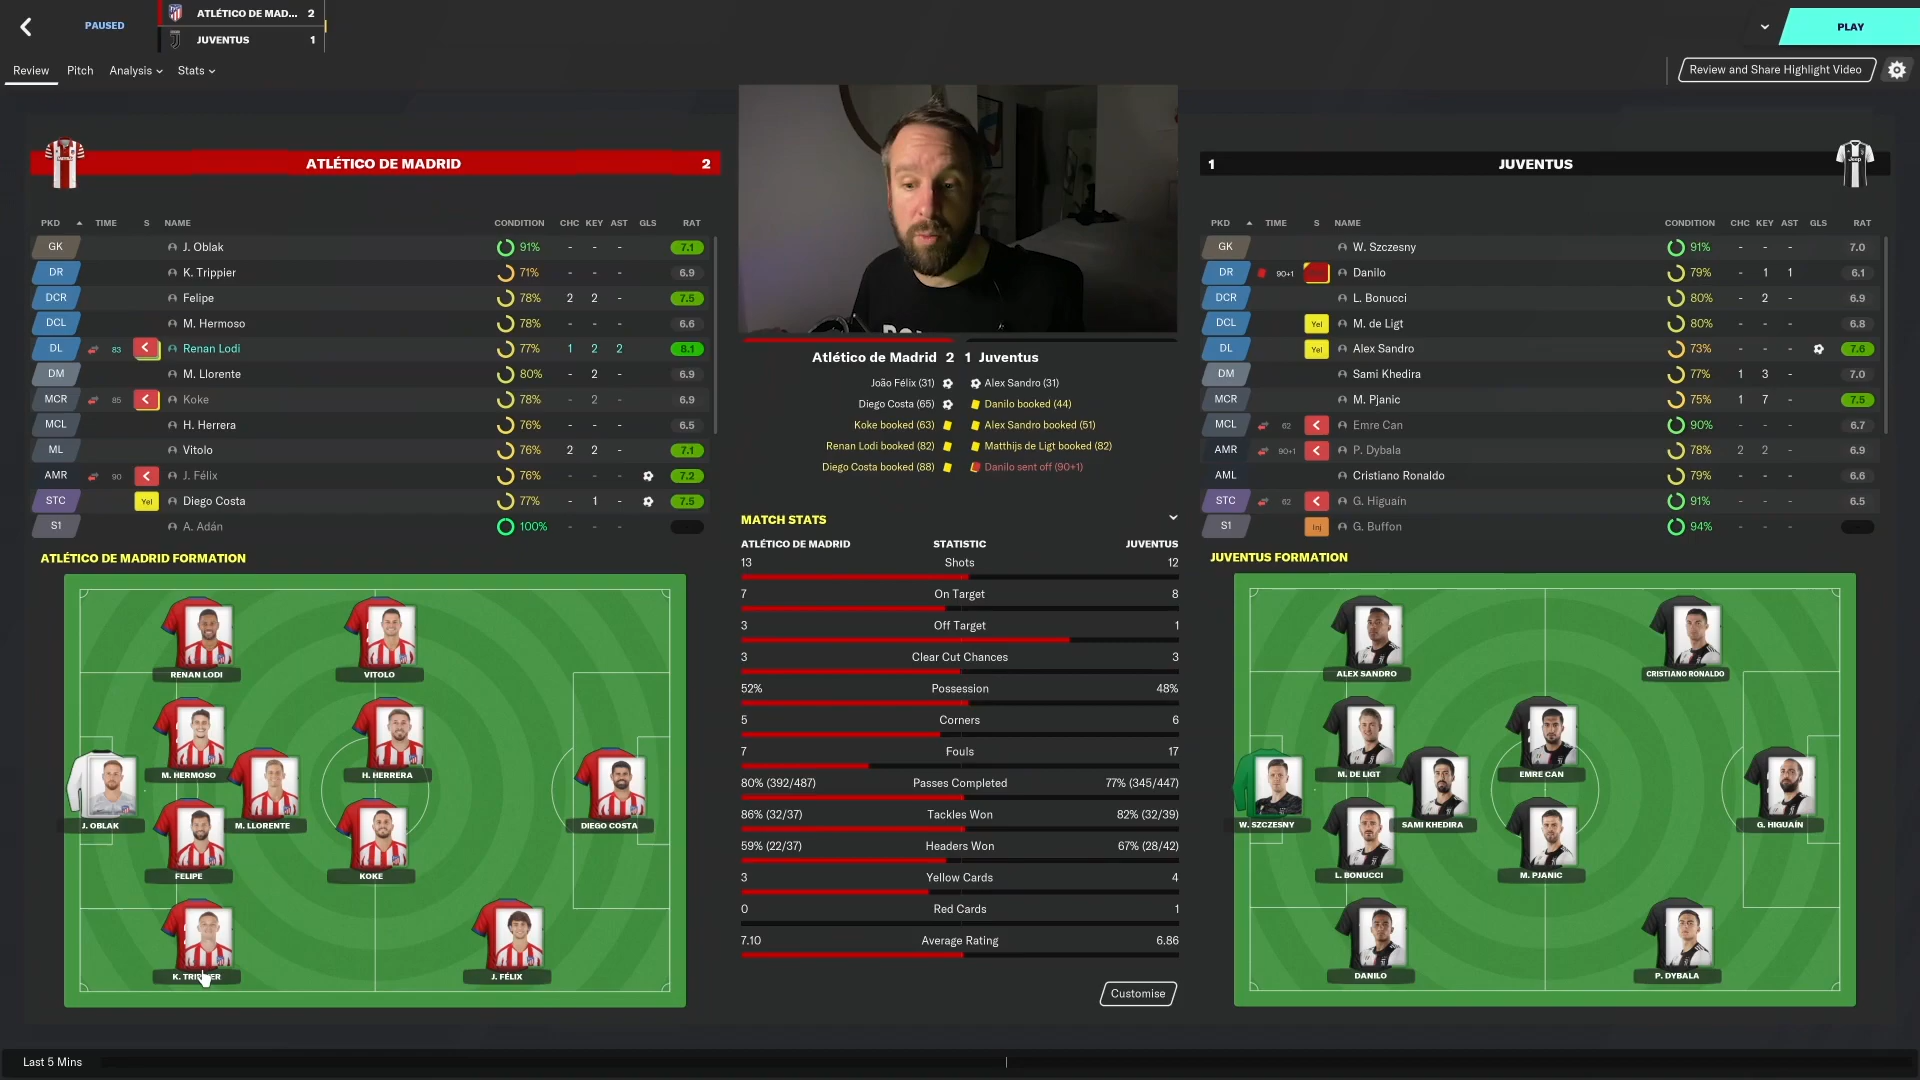 PAUSED
ATLÉTICO DE MAD... 2
JUVENTUS 1
PLAY
Review Pitch Analysis Stats
Review and Share Highlight Video
ATLÉTICO DE MADRID 2
PKD TIME S NAME CONDITION CHC KEY AST GLS RAT
GK J. Oblak 91% - - - 7.1
DR K. Trippier 71% - - - 6.9
DCR Felipe 78% 2 2 - 7.5
DCL M. Hermoso 78% - - - 6.6
DL 83 Renan Lodi 77% 1 2 2 8.1
DM M. Llorente 80% - 2 - 6.9
MCR 85 Koke 78% - 2 - 6.9
MCL H. Herrera 76% - - - 6.5
ML Vitolo 76% 2 2 - 7.1
AMR 90 J. Félix 76% - - - 7.2
STC Yel Diego Costa 77% - 1 - 7.5
S1 A. Adán 100% - - -
ATLÉTICO DE MADRID FORMATION
RENAN LODI
VITOLO
M. HERMOSO
H. HERRERA
J. OBLAK
M. LLORENTE
DIEGO COSTA
FELIPE
KOKE
J. FÉLIX
Atlético de Madrid 2 1 Juventus
João Félix (31) Alex Sandro (31)
Diego Costa (65) Danilo booked (44)
Koke booked (63) Alex Sandro booked (51)
Renan Lodi booked (82) Matthijs de Ligt booked (82)
Diego Costa booked (88) Danilo sent off (90+1)
MATCH STATS
ATLÉTICO DE MADRID STATISTIC JUVENTUS
13 Shots 12
7 On Target 8
3 Off Target 1
3 Clear Cut Chances 3
52% Possession 48%
5 Corners 6
7 Fouls 17
80% (392/487) Passes Completed 77% (345/447)
86% (32/37) Tackles Won 82% (32/39)
59% (22/37) Headers Won 67% (28/42)
3 Yellow Cards 4
0 Red Cards 1
7.10 Average Rating 6.86
Customise
1 JUVENTUS
Jeep
PKD TIME S NAME CONDITION CHC KEY AST GLS RAT
GK W. Szczesny 91% - - - 7.0
DR 90+1 Danilo 79% - 1 1 6.1
DCR L. Bonucci 80% - 2 - 6.9
DCL Yel M. de Ligt 80% - - - 6.8
DL Yel Alex Sandro 73% - - - 7.6
DM Sami Khedira 77% 1 3 - 7.0
MCR M. Pjanic 75% 1 7 - 7.5
MCL 62 Emre Can 90% - - - 6.7
AMR 90+1 P. Dybala 78% 2 2 - 6.9
AML Cristiano Ronaldo 79% - - - 6.6
STC 62 G. Higuaín 91% - - - 6.5
S1 Inj G. Buffon 94% - - -
JUVENTUS FORMATION
ALEX SANDRO
CRISTIANO RONALDO
M. DE LIGT
EMRE CAN
W. SZCZESNY
SAMI KHEDIRA
G. HIGUAÍN
L. BONUCCI
M. PJANIC
DANILO
P. DYBALA
Last 5 Mins